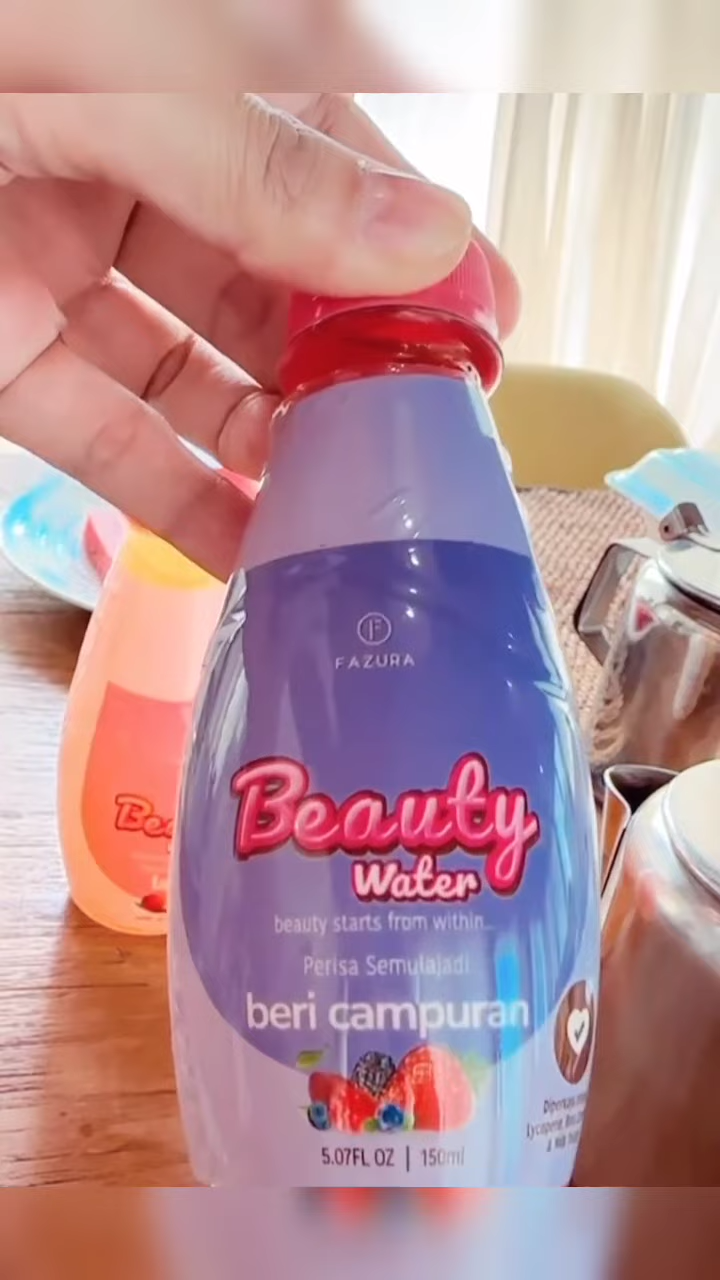 FAZURA
Beauty
Water
beauty starts from within...
Perisa Semulajadi
beri campuran
5.07FL OZ | 150ml